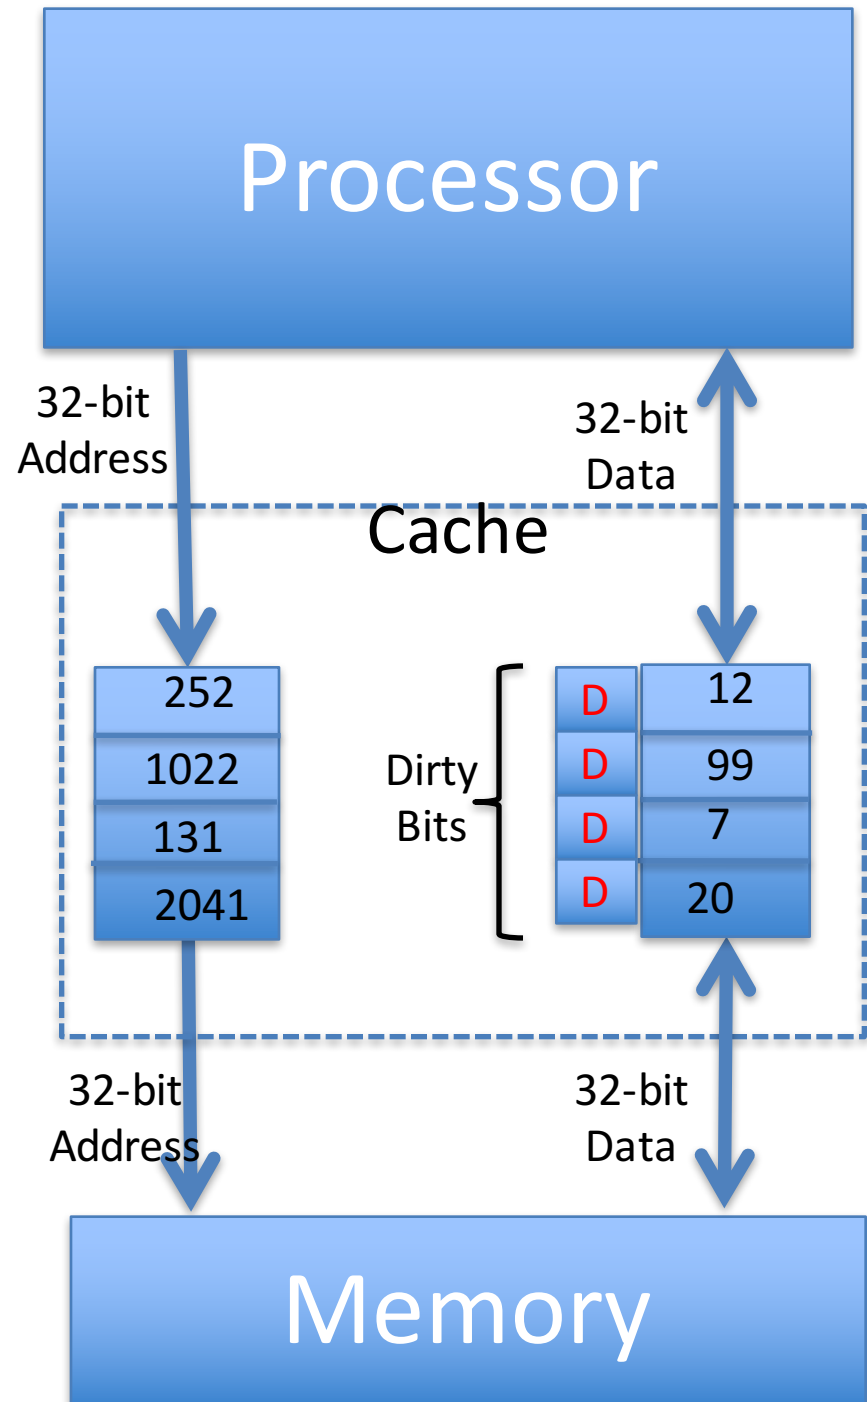 Processor
32-bit
Address
32-bit
Data
Cache
252
1022
131
2041
Dirty
Bits
D
D
D
D
12
99
7
20
32-bit
Address
32-bit
Data
Memory